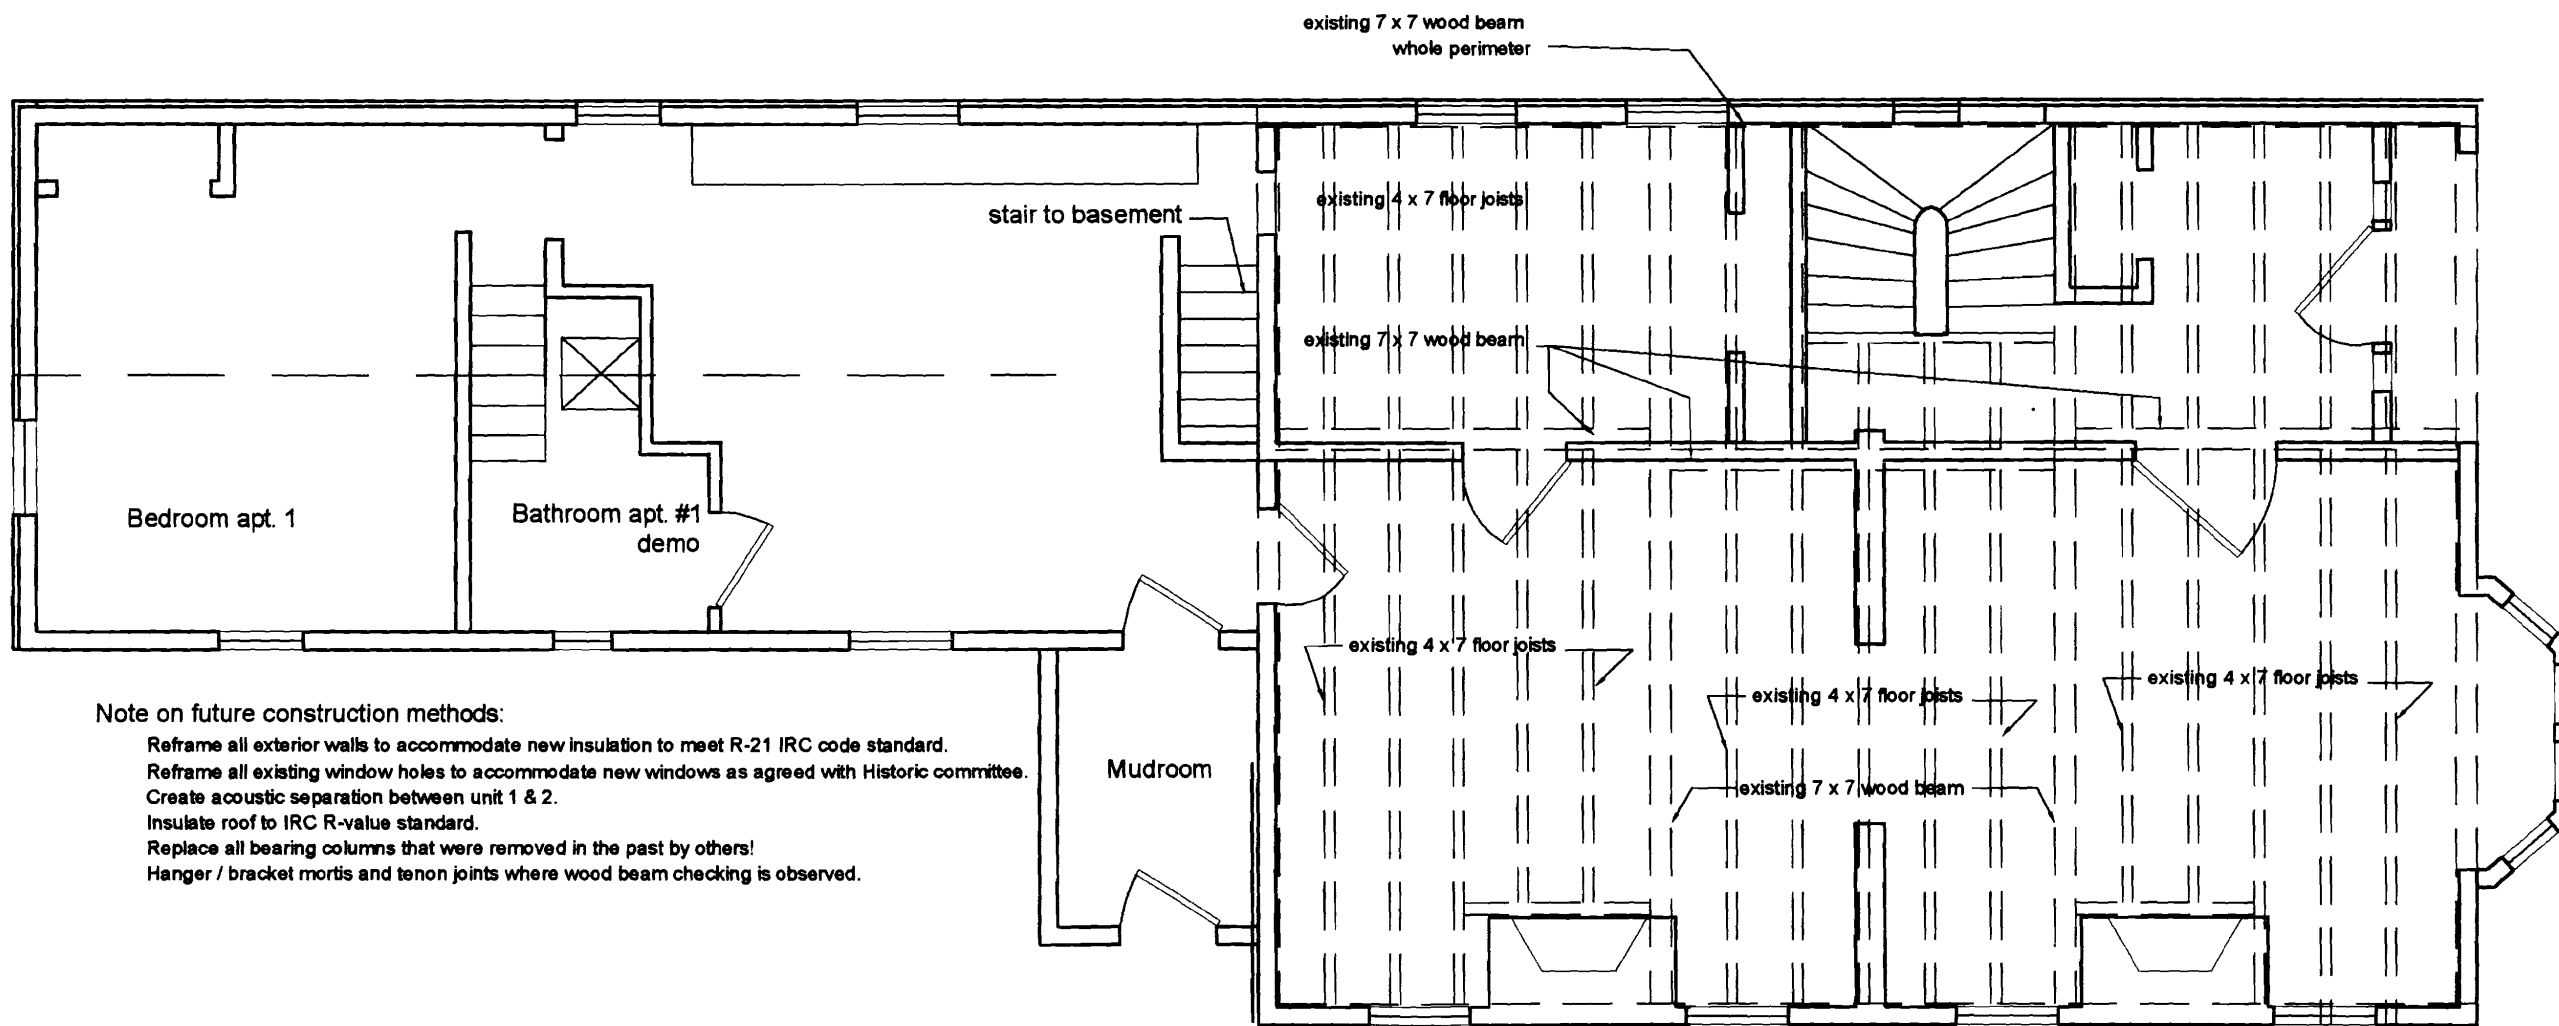 existing 7 x 7 wood beam
whole perimeter
existing 4 x 7 floor joists
stair to basement
existing 7 x 7 wood beam
Bedroom apt. 1
Bathroom apt. #1
demo
existing 4 x 7 floor joists
existing 4 x 7 floor joists
existing 4 x 7 floor joists
existing 7 x 7 wood beam
Mudroom
Note on future construction methods:
Reframe all exterior walls to accommodate new insulation to meet R-21 IRC code standard.
Reframe all existing window holes to accommodate new windows as agreed with Historic committee.
Create acoustic separation between unit 1 & 2.
Insulate roof to IRC R-value standard.
Replace all bearing columns that were removed in the past by others!
Hanger / bracket mortis and tenon joints where wood beam checking is observed.